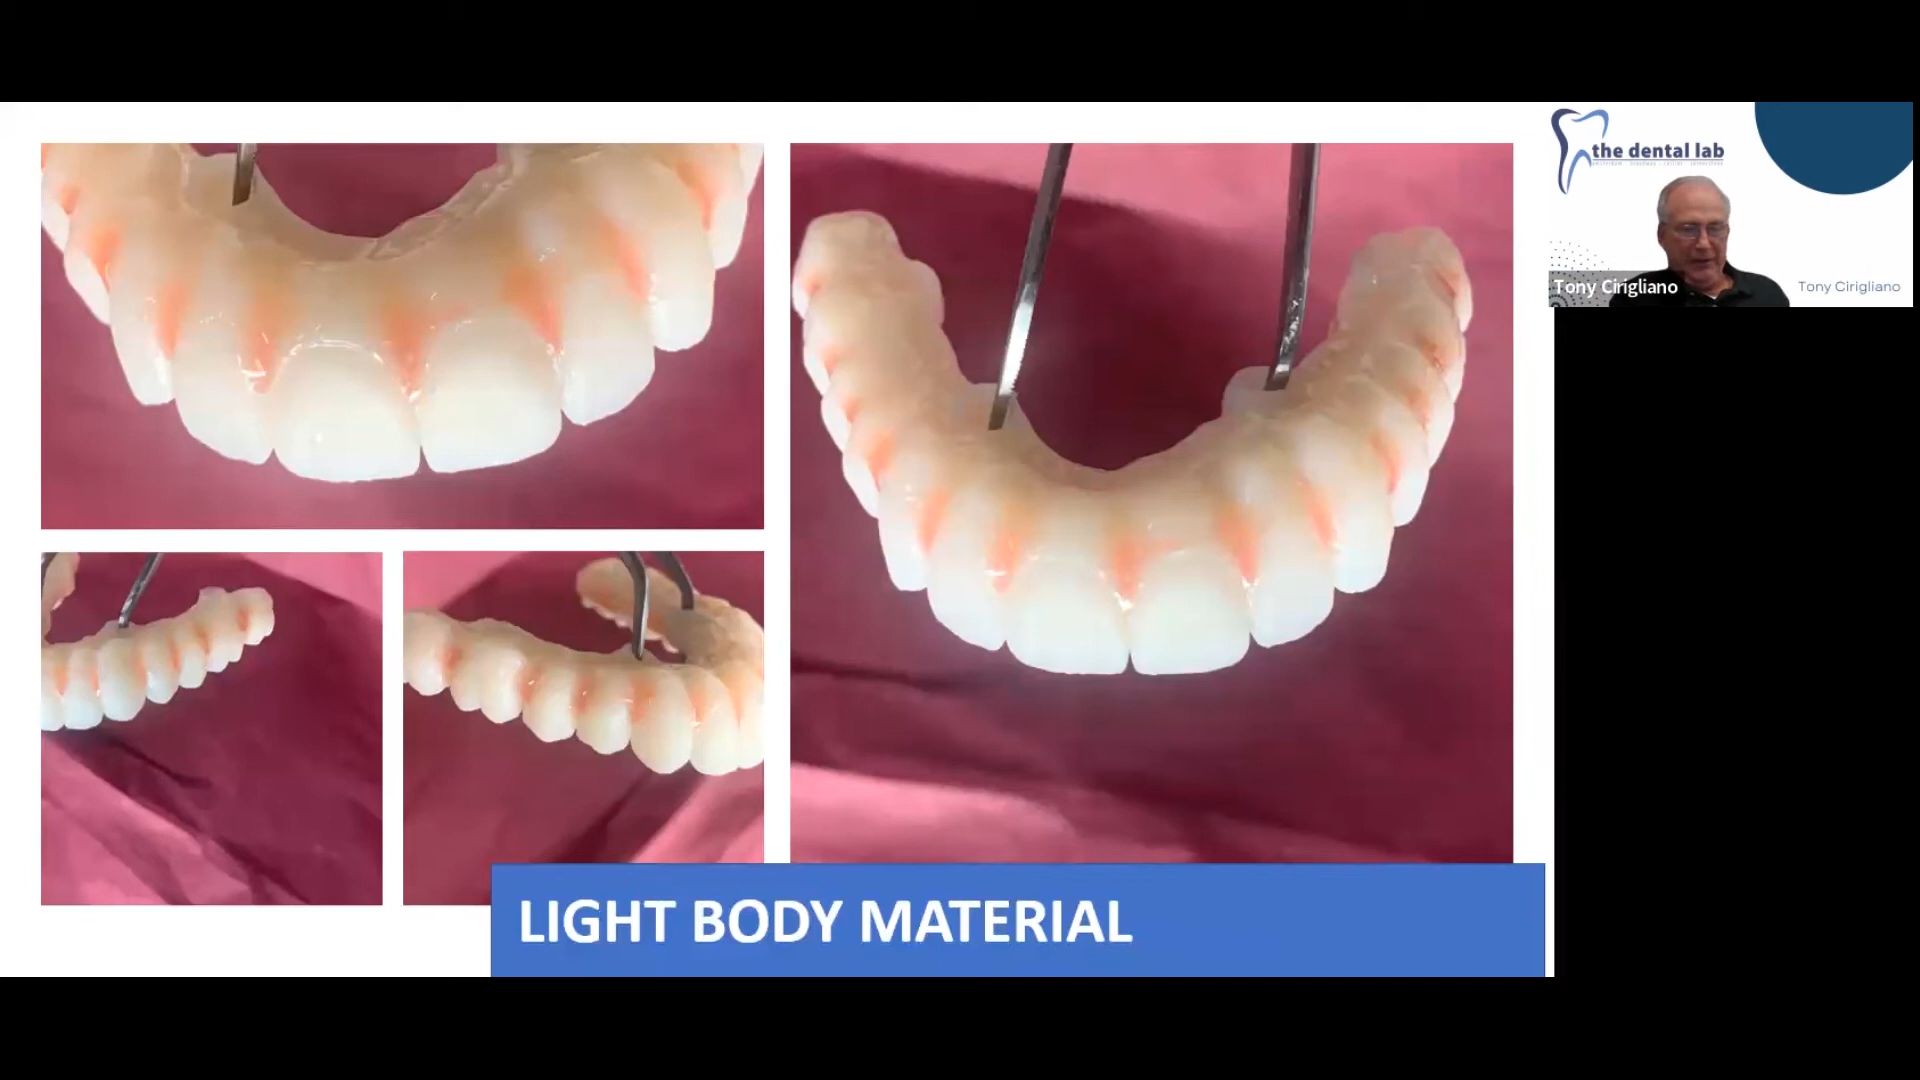 the dental lab
Tony Cirigliano
Tony Cirigliano
LIGHT BODY MATERIAL